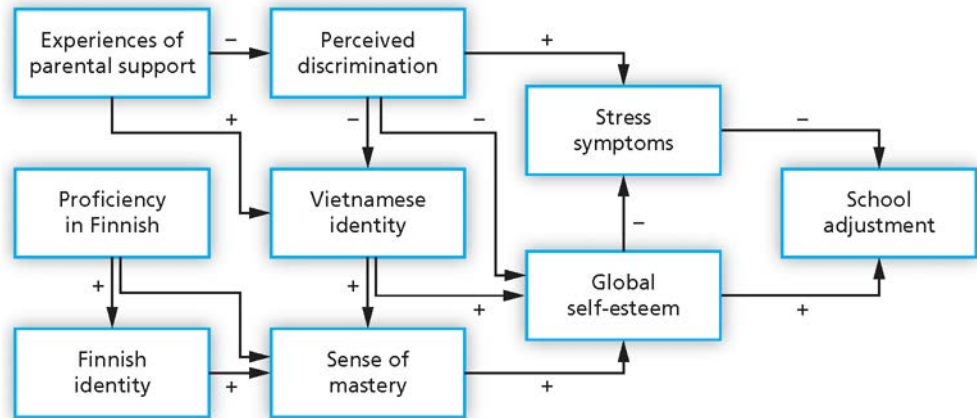 Experiences of
parental support
–
Perceived
discrimination
+
Stress
symptoms
–
+
–
–
Proficiency
in Finnish
Vietnamese
identity
–
School
adjustment
+
+
+
Global
self-esteem
+
Finnish
identity
+
Sense of
mastery
+